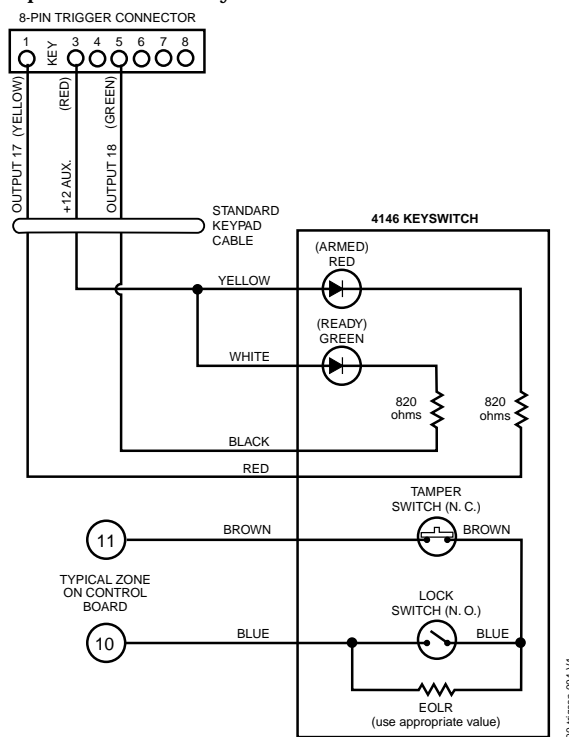 8-PIN TRIGGER CONNECTOR
1 KEY 3 4 5 6 7 8
OUTPUT 17 (YELLOW)
+12 AUX. (RED)
OUTPUT 18 (GREEN)
STANDARD
KEYPAD
CABLE
4146 KEYSWITCH
(ARMED)
RED
YELLOW
(READY)
GREEN
WHITE
820
ohms
820
ohms
BLACK
RED
TAMPER
SWITCH (N. C.)
BROWN
BROWN
11
TYPICAL ZONE
ON CONTROL
BOARD
LOCK
SWITCH (N. O.)
10
BLUE
BLUE
EOLR
(use appropriate value)